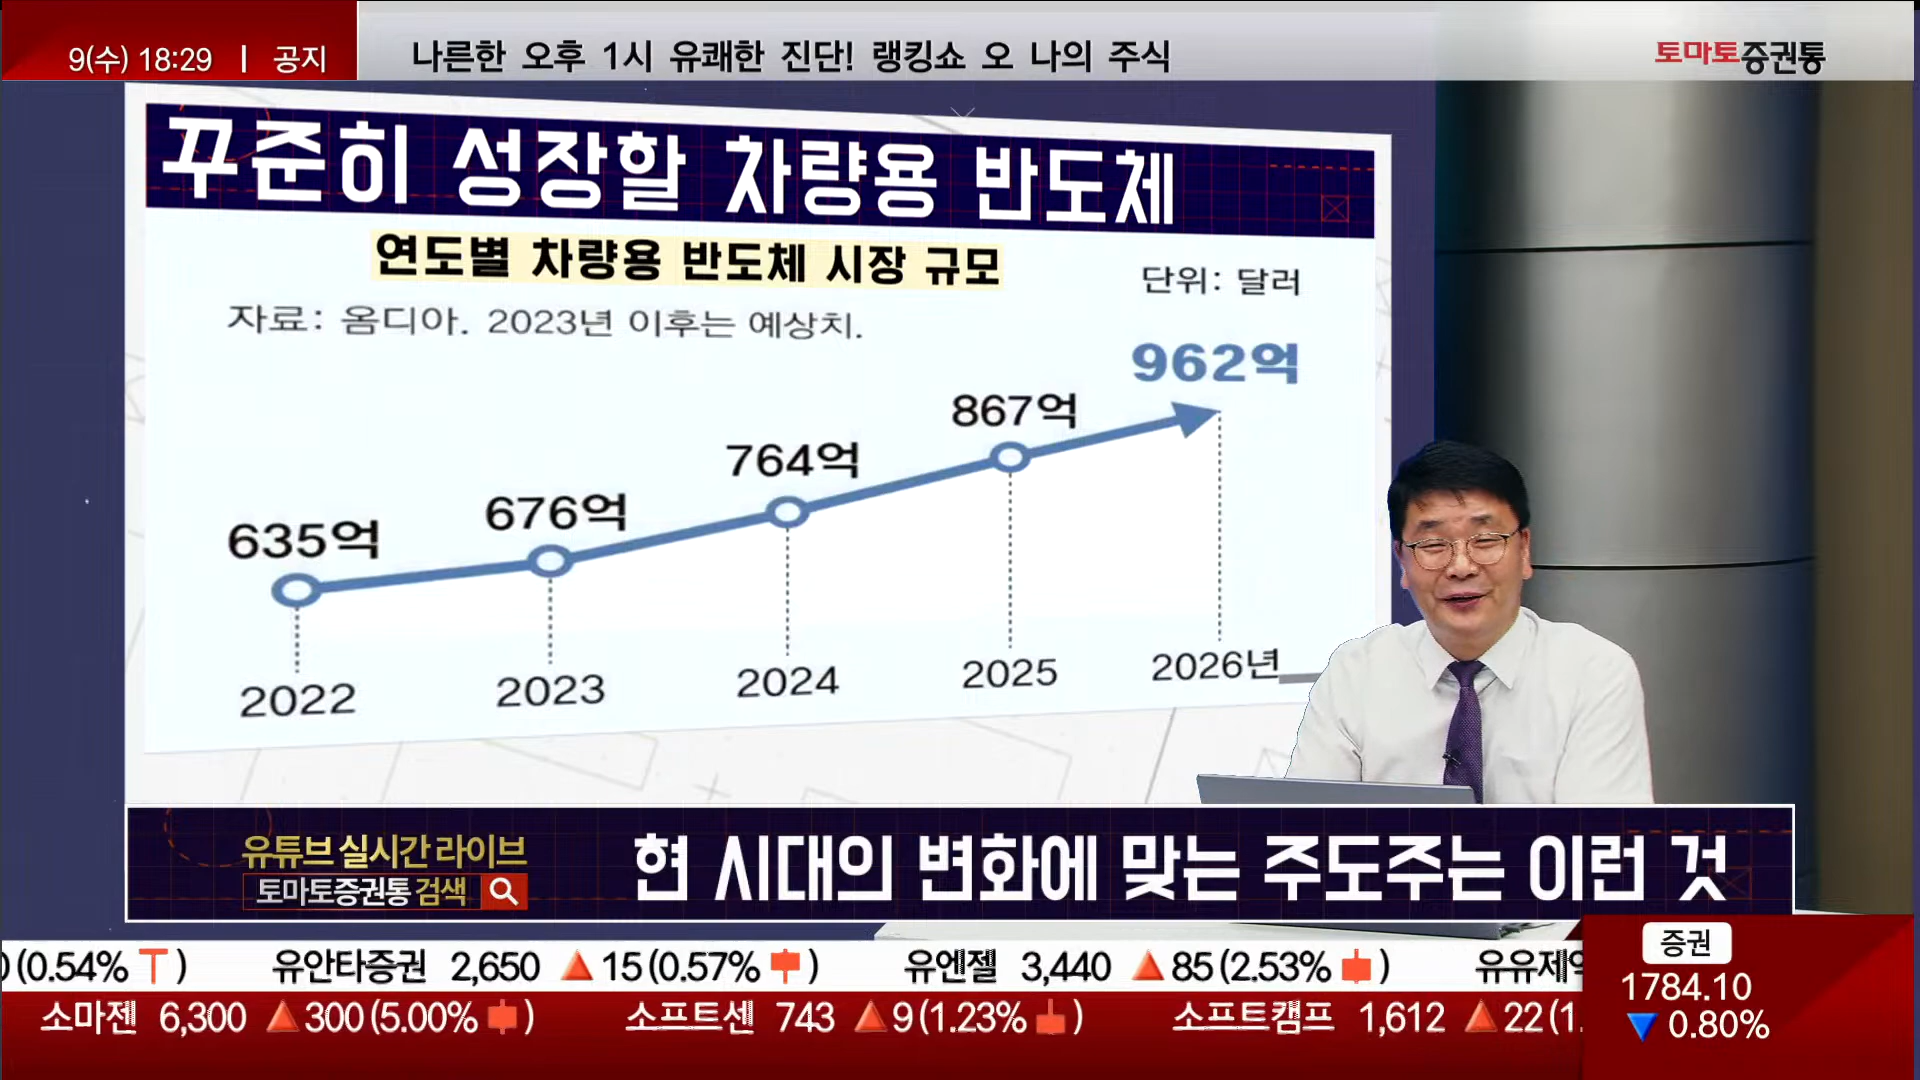 9(수) 18:29 | 공지
나른한 오후 1시 유쾌한 진단! 랭킹쇼 오 나의 주식
토마토증권통
꾸준히 성장할 차량용 반도체
연도별 차량용 반도체 시장 규모
단위: 달러
자료: 옴디아. 2023년 이후는 예상치.
635억
676억
764억
867억
962억
2022
2023
2024
2025
2026년
유튜브 실시간 라이브
토마토증권통 검색
현 시대의 변화에 맞는 주도주는 이런 것
(0.54% ) 유안타증권 2,650 ▲15(0.57% ) 유엔젤 3,440 ▲85(2.53% ) 유유제
소마젠 6,300 ▲300(5.00% ) 소프트센 743 ▲9(1.23% ) 소프트캠프 1,612 ▲22(1.
증권
1784.10
▼ 0.80%